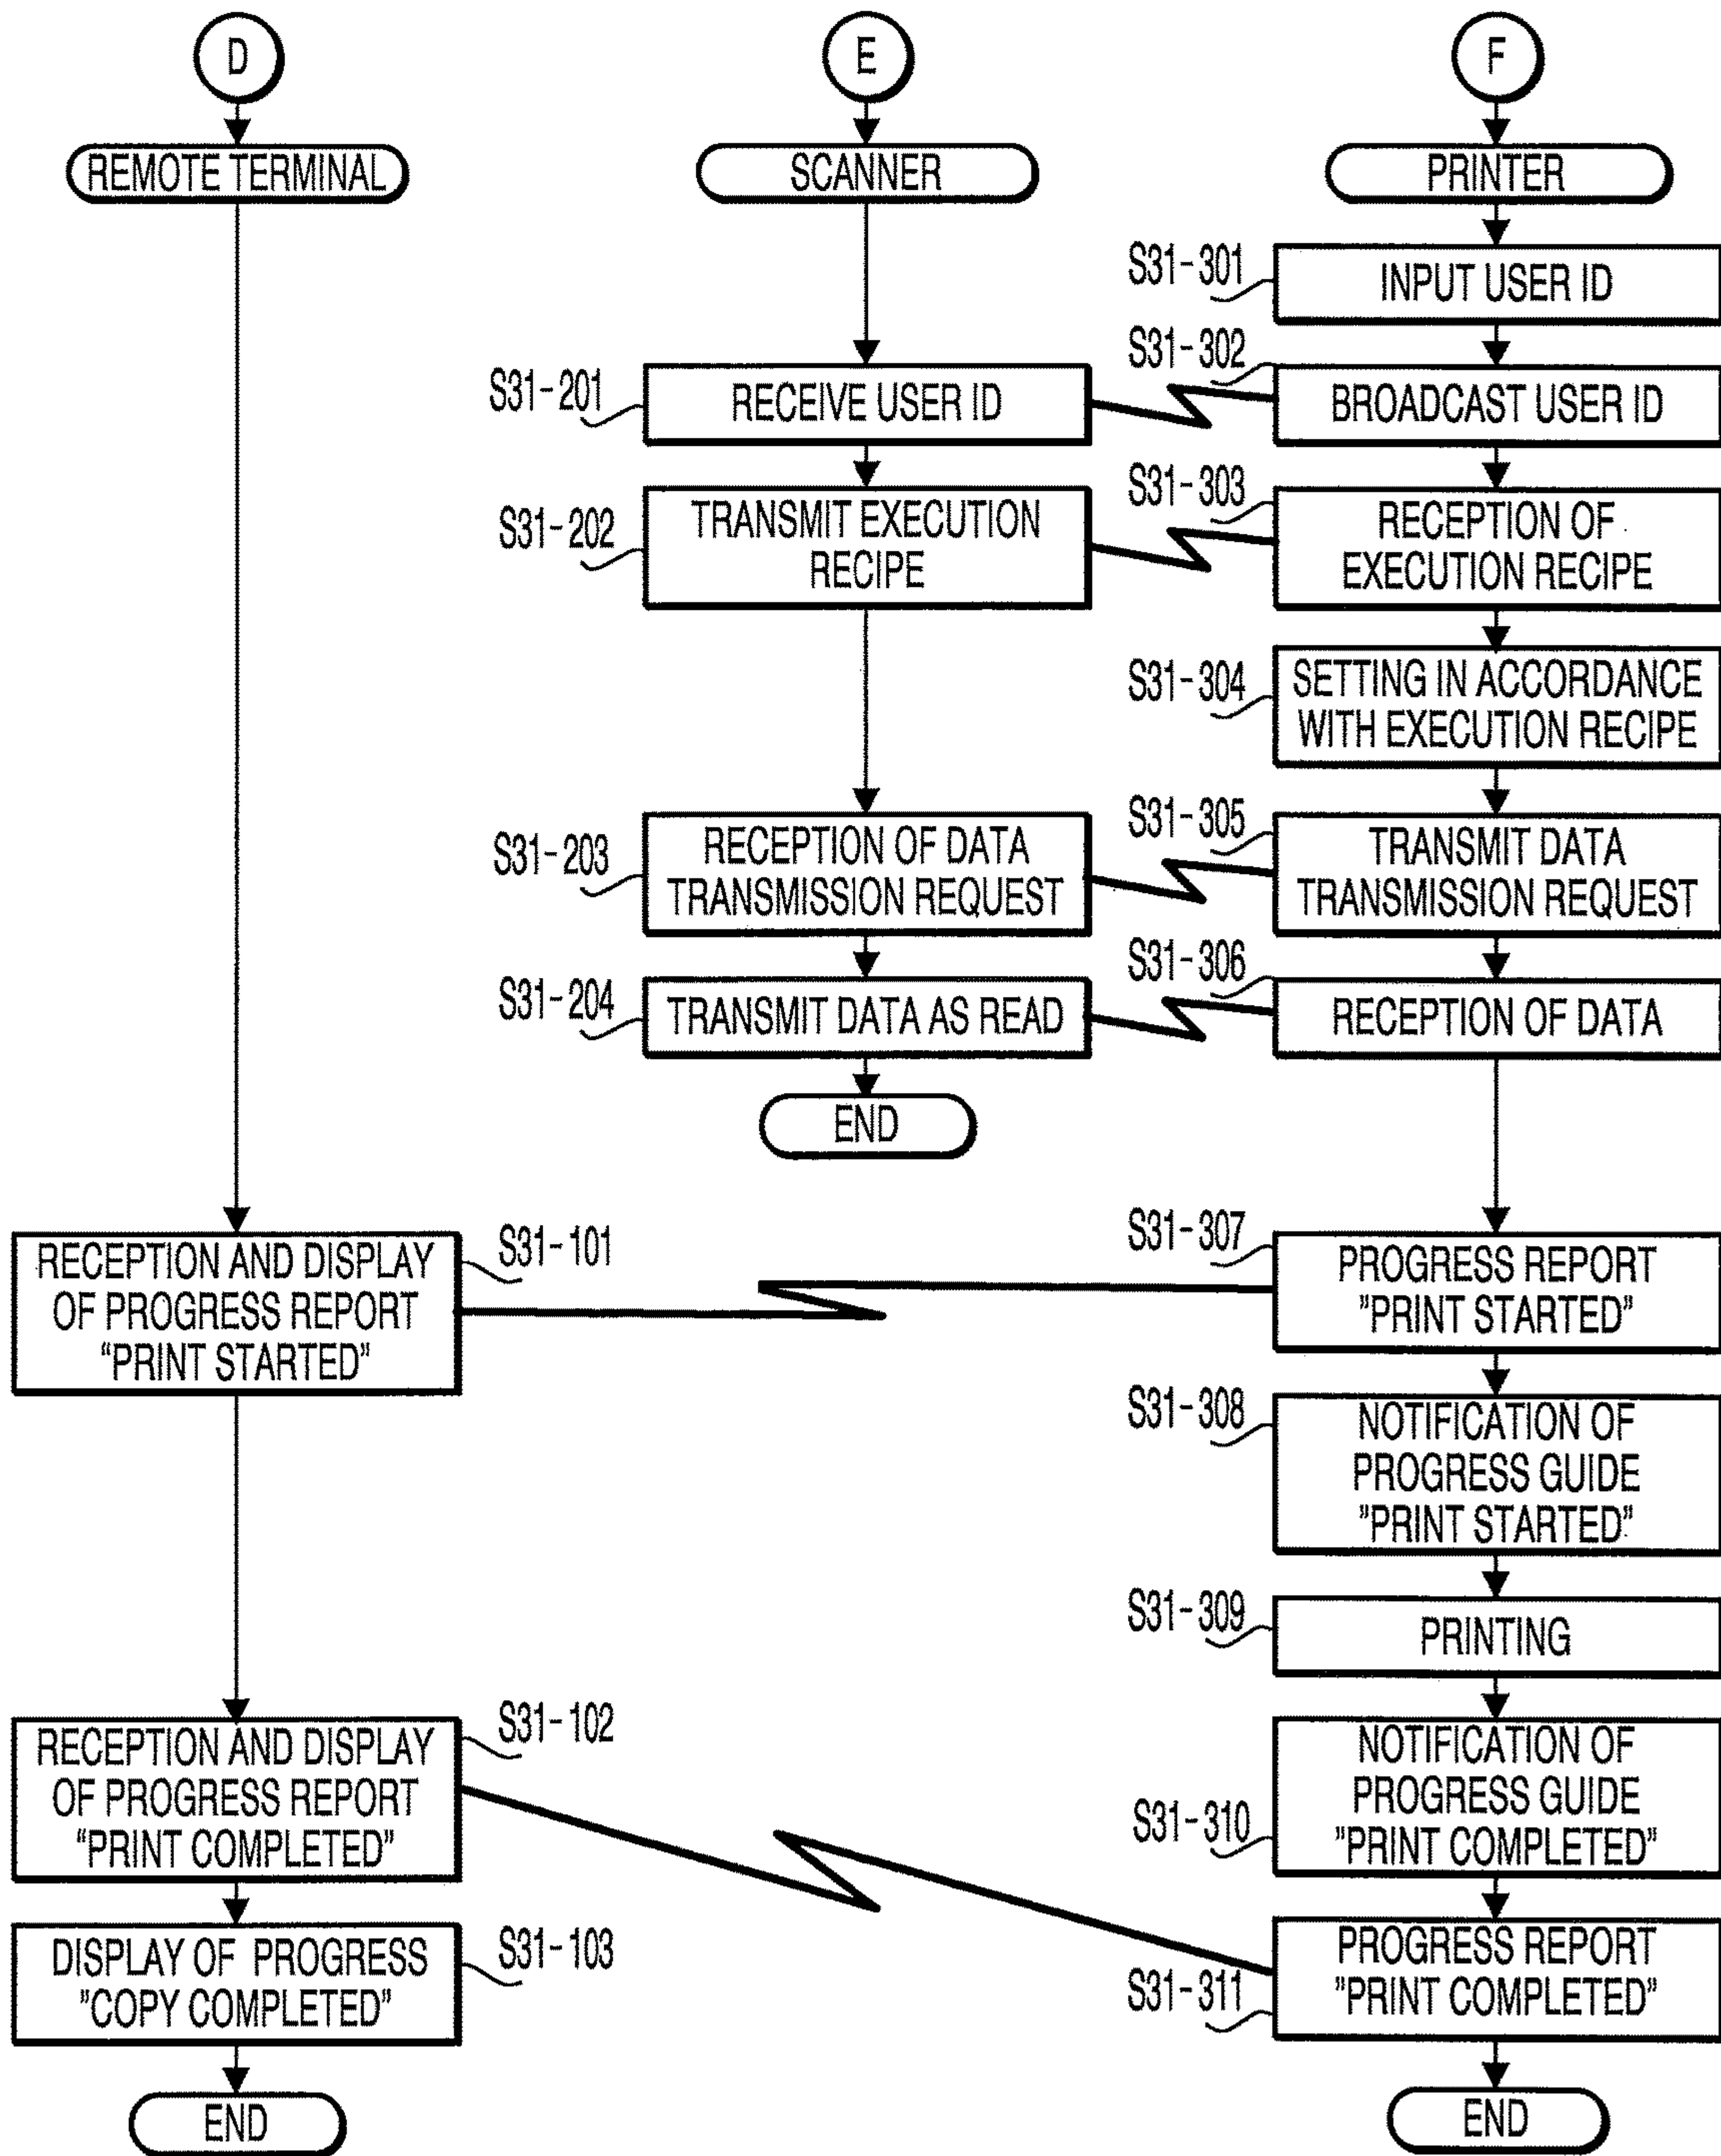 D
E
F
REMOTE TERMINAL
SCANNER
PRINTER
S31-301
INPUT USER ID
S31-302
BROADCAST USER ID
S31-201
RECEIVE USER ID
S31-303
RECEPTION OF
EXECUTION RECIPE
S31-202
TRANSMIT EXECUTION
RECIPE
S31-304
SETTING IN ACCORDANCE
WITH EXECUTION RECIPE
S31-203
RECEPTION OF DATA
TRANSMISSION REQUEST
S31-305
TRANSMIT DATA
TRANSMISSION REQUEST
S31-204
TRANSMIT DATA AS READ
S31-306
RECEPTION OF DATA
END
RECEPTION AND DISPLAY
OF PROGRESS REPORT
“PRINT STARTED”
S31-101
S31-307
PROGRESS REPORT
”PRINT STARTED”
S31-308
NOTIFICATION OF
PROGRESS GUIDE
”PRINT STARTED”
S31-309
PRINTING
RECEPTION AND DISPLAY
OF PROGRESS REPORT
“PRINT COMPLETED”
S31-102
S31-310
NOTIFICATION OF
PROGRESS GUIDE
”PRINT COMPLETED”
DISPLAY OF PROGRESS
”COPY COMPLETED”
S31-103
S31-311
PROGRESS REPORT
”PRINT COMPLETED”
END
END